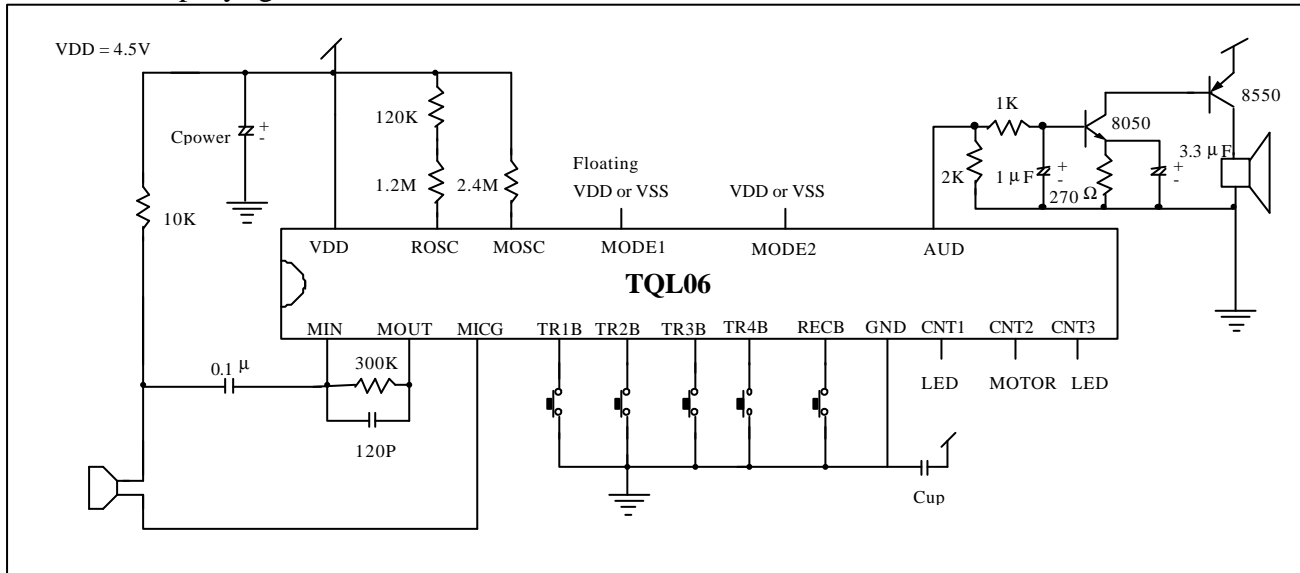 VDD = 4.5V
Cpower
+
-
10K
120K
1.2M
2.4M
Floating
VDD or VSS
VDD or VSS
1K
2K
1 μF
+
-
270 Ω
8050
3.3 μF
+
-
8550
VDD ROSC MOSC MODE1 MODE2 AUD
TQL06
MIN MOUT MICG TR1B TR2B TR3B TR4B RECB GND CNT1 CNT2 CNT3
0.1 μ
300K
120P
LED MOTOR LED
Cup